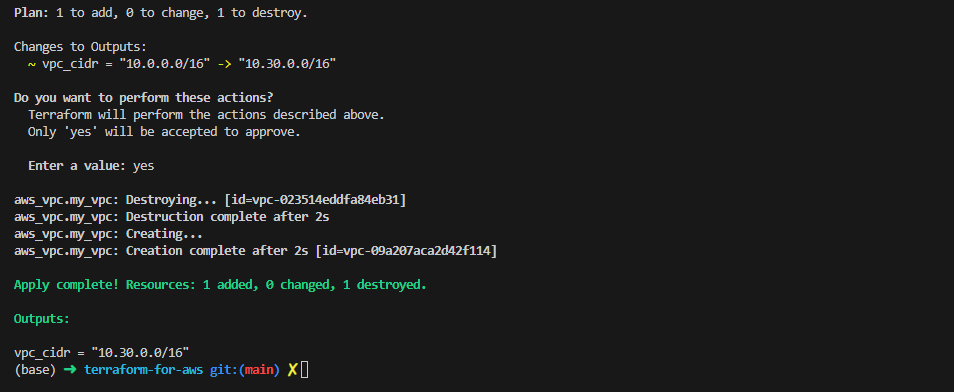 Plan: 1 to add, 0 to change, 1 to destroy.
Changes to Outputs:
~ vpc_cidr = "10.0.0.0/16" -> "10.30.0.0/16"
Do you want to perform these actions?
Terraform will perform the actions described above.
Only 'yes' will be accepted to approve.
Enter a value: yes
aws_vpc.my_vpc: Destroying... [id=vpc-023514eddfa84eb31]
aws_vpc.my_vpc: Destruction complete after 2s
aws_vpc.my_vpc: Creating...
aws_vpc.my_vpc: Creation complete after 2s [id=vpc-09a207aca2d42f114]
Apply complete! Resources: 1 added, 0 changed, 1 destroyed.
Outputs:
vpc_cidr = "10.30.0.0/16"
(base) ➜ terraform-for-aws git:(main) ✗